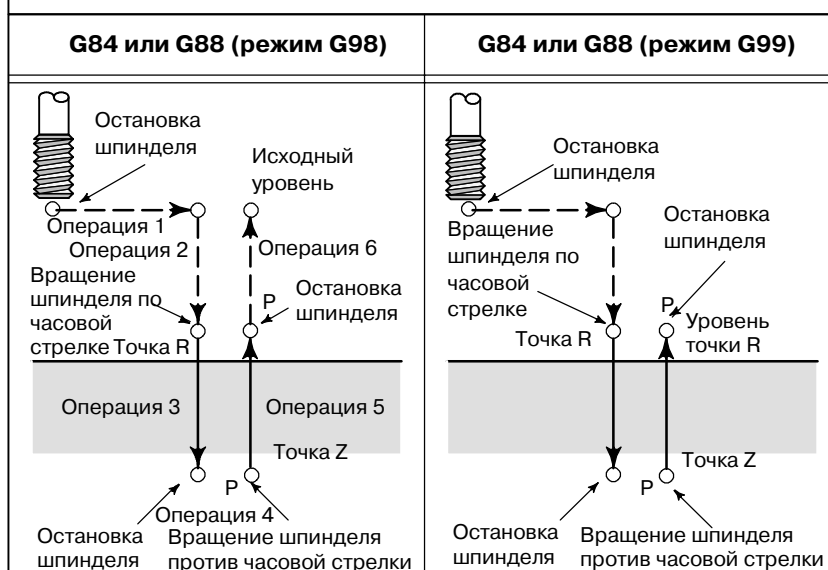 G84 или G88 (режим G98)
G84 или G88 (режим G99)
Остановка
шпинделя
Исходный
уровень
Операция 1
Операция 2
Операция 6
Вращение
шпинделя по
часовой
стрелке Точка R
P
Остановка
шпинделя
Операция 3
Операция 5
Точка Z
P
Операция 4
Остановка
шпинделя
Вращение шпинделя
против часовой стрелки
Остановка
шпинделя
Вращение
шпинделя по
часовой
стрелке
Остановка
шпинделя
P
Точка R
Уровень
точки R
Точка Z
P
Остановка
шпинделя
Вращение шпинделя
против часовой стрелки